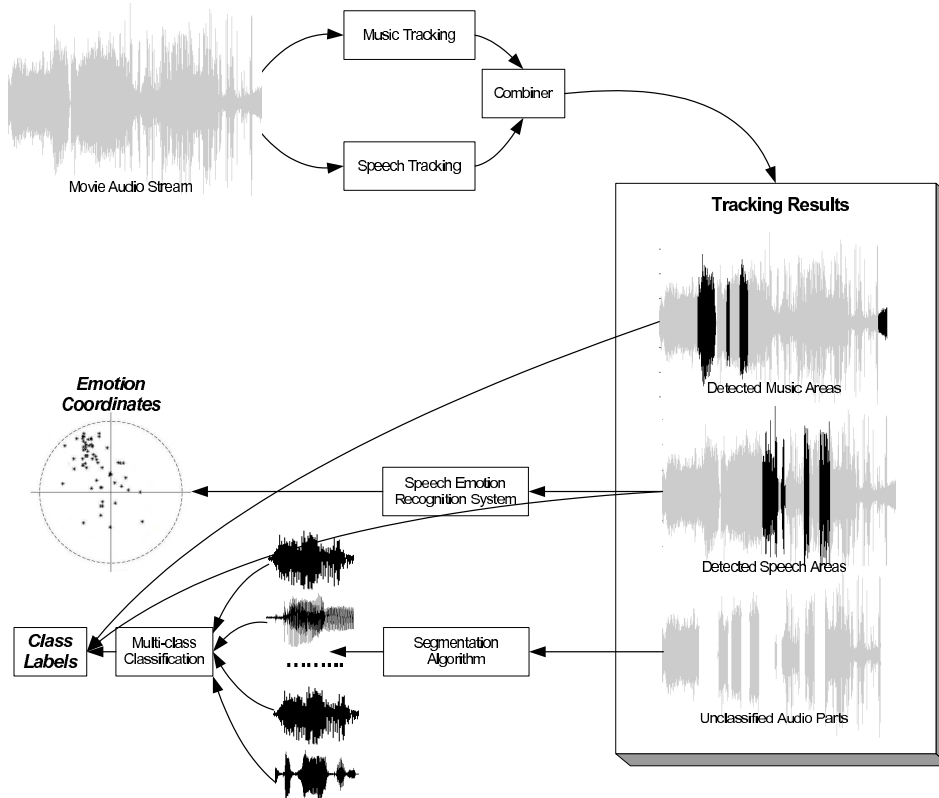 Music Tracking
Combiner
Speech Tracking
Movie Audio Stream
Tracking Results
Detected Music Areas
Emotion
Coordinates
Speech Emotion
Recognition System
Detected Speech Areas
Class
Labels
Multi-class
Classification
Segmentation
Algorithm
Unclassified Audio Parts